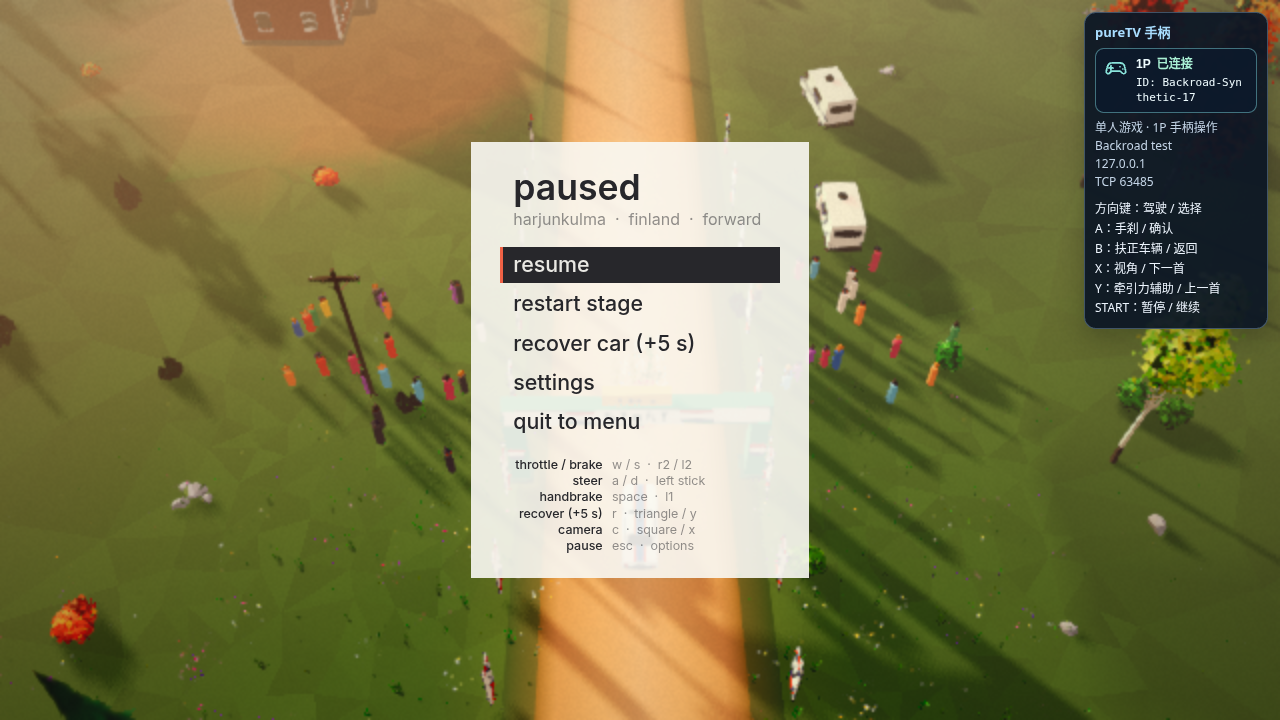 paused
harjunkulma · finland · forward
resume
restart stage
recover car (+5 s)
settings
quit to menu
throttle / brake w / s · r2 / l2
steer a / d · left stick
handbrake space · l1
recover (+5 s) r · triangle / y
camera c · square / x
pause esc · options
pureTV 手柄
1P 已连接
ID: Backroad-Syn
thetic-17
单人游戏 · 1P 手柄操作
Backroad test
127.0.0.1
TCP 63485
方向键：驾驶 / 选择
A：手刹 / 确认
B：扶正车辆 / 返回
X：视角 / 下一首
Y：牵引力辅助 / 上一首
START：暂停 / 继续